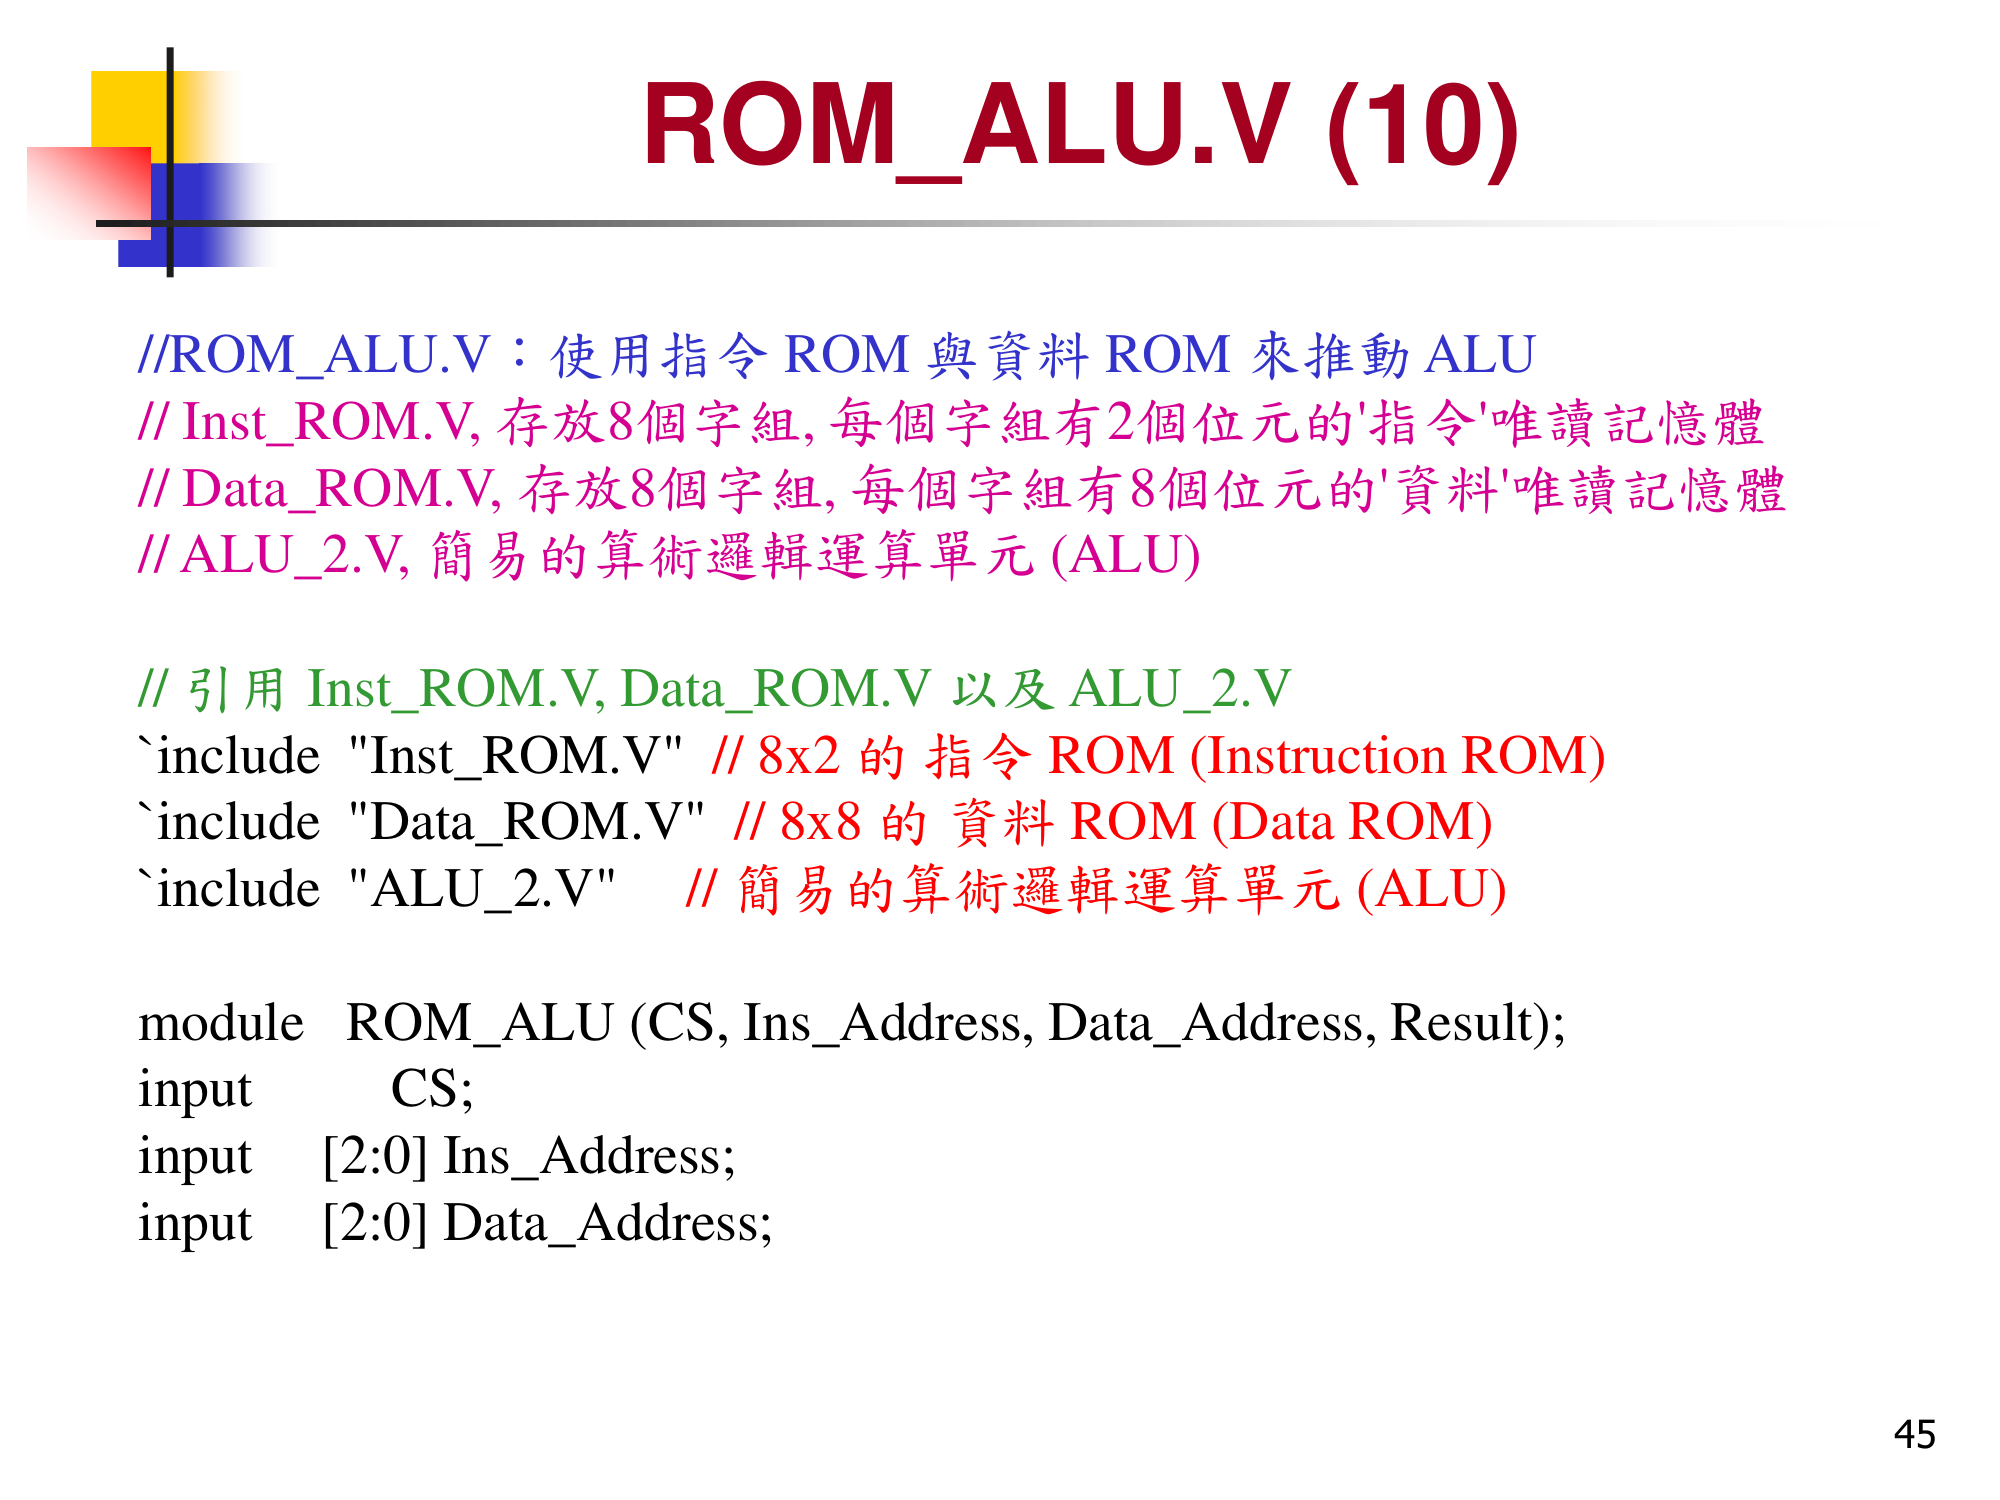 ROM_ALU.V (10)
//ROM_ALU.V：使用指令 ROM 與資料 ROM 來推動 ALU
// Inst_ROM.V, 存放8個字組, 每個字組有2個位元的'指令'唯讀記憶體
// Data_ROM.V, 存放8個字組, 每個字組有8個位元的'資料'唯讀記憶體
// ALU_2.V, 簡易的算術邏輯運算單元 (ALU)
// 引用 Inst_ROM.V, Data_ROM.V 以及 ALU_2.V
`include "Inst_ROM.V" // 8x2 的 指令 ROM (Instruction ROM)
`include "Data_ROM.V" // 8x8 的 資料 ROM (Data ROM)
`include "ALU_2.V" // 簡易的算術邏輯運算單元 (ALU)
module ROM_ALU (CS, Ins_Address, Data_Address, Result);
input CS;
input [2:0] Ins_Address;
input [2:0] Data_Address;
45